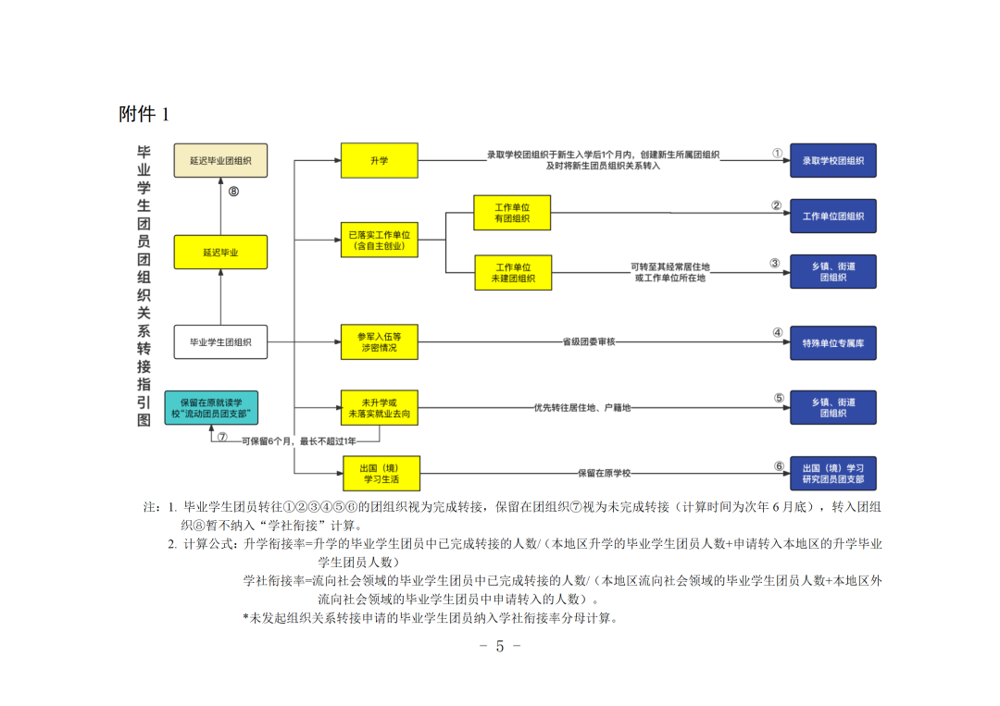 附件 1
毕业学生团员团组织关系转接指引图
延迟毕业团组织
⑧
延迟毕业
毕业学生团组织
保留在原就读学
校“流动团员团支部”
⑦
可保留6个月，最长不超过1年
升学
录取学校团组织于新生入学后1个月内，创建新生所属团组织
及时将新生团员组织关系转入
①
录取学校团组织
已落实工作单位
（含自主创业）
工作单位
有团组织
②
工作单位团组织
工作单位
未建团组织
可转至其经常居住地
或工作单位所在地
③
乡镇、街道
团组织
参军入伍等
涉密情况
省级团委审核
④
特殊单位专属库
未升学或
未落实就业去向
优先转往居住地、户籍地
⑤
乡镇、街道
团组织
出国（境）
学习生活
保留在原学校
⑥
出国（境）学习
研究团员团支部
注：1. 毕业学生团员转往①②③④⑤⑥的团组织视为完成转接，保留在团组织⑦视为未完成转接（计算时间为次年 6 月底），转入团组
织⑧暂不纳入“学社衔接”计算。
2. 计算公式：升学衔接率=升学的毕业学生团员中已完成转接的人数/（本地区升学的毕业学生团员人数+申请转入本地区的升学毕业
学生团员人数）
学社衔接率=流向社会领域的毕业学生团员中已完成转接的人数/（本地区流向社会领域的毕业学生团员人数+本地区外
流向社会领域的毕业学生团员中申请转入的人数）。
*未发起组织关系转接申请的毕业学生团员纳入学社衔接率分母计算。
- 5 -